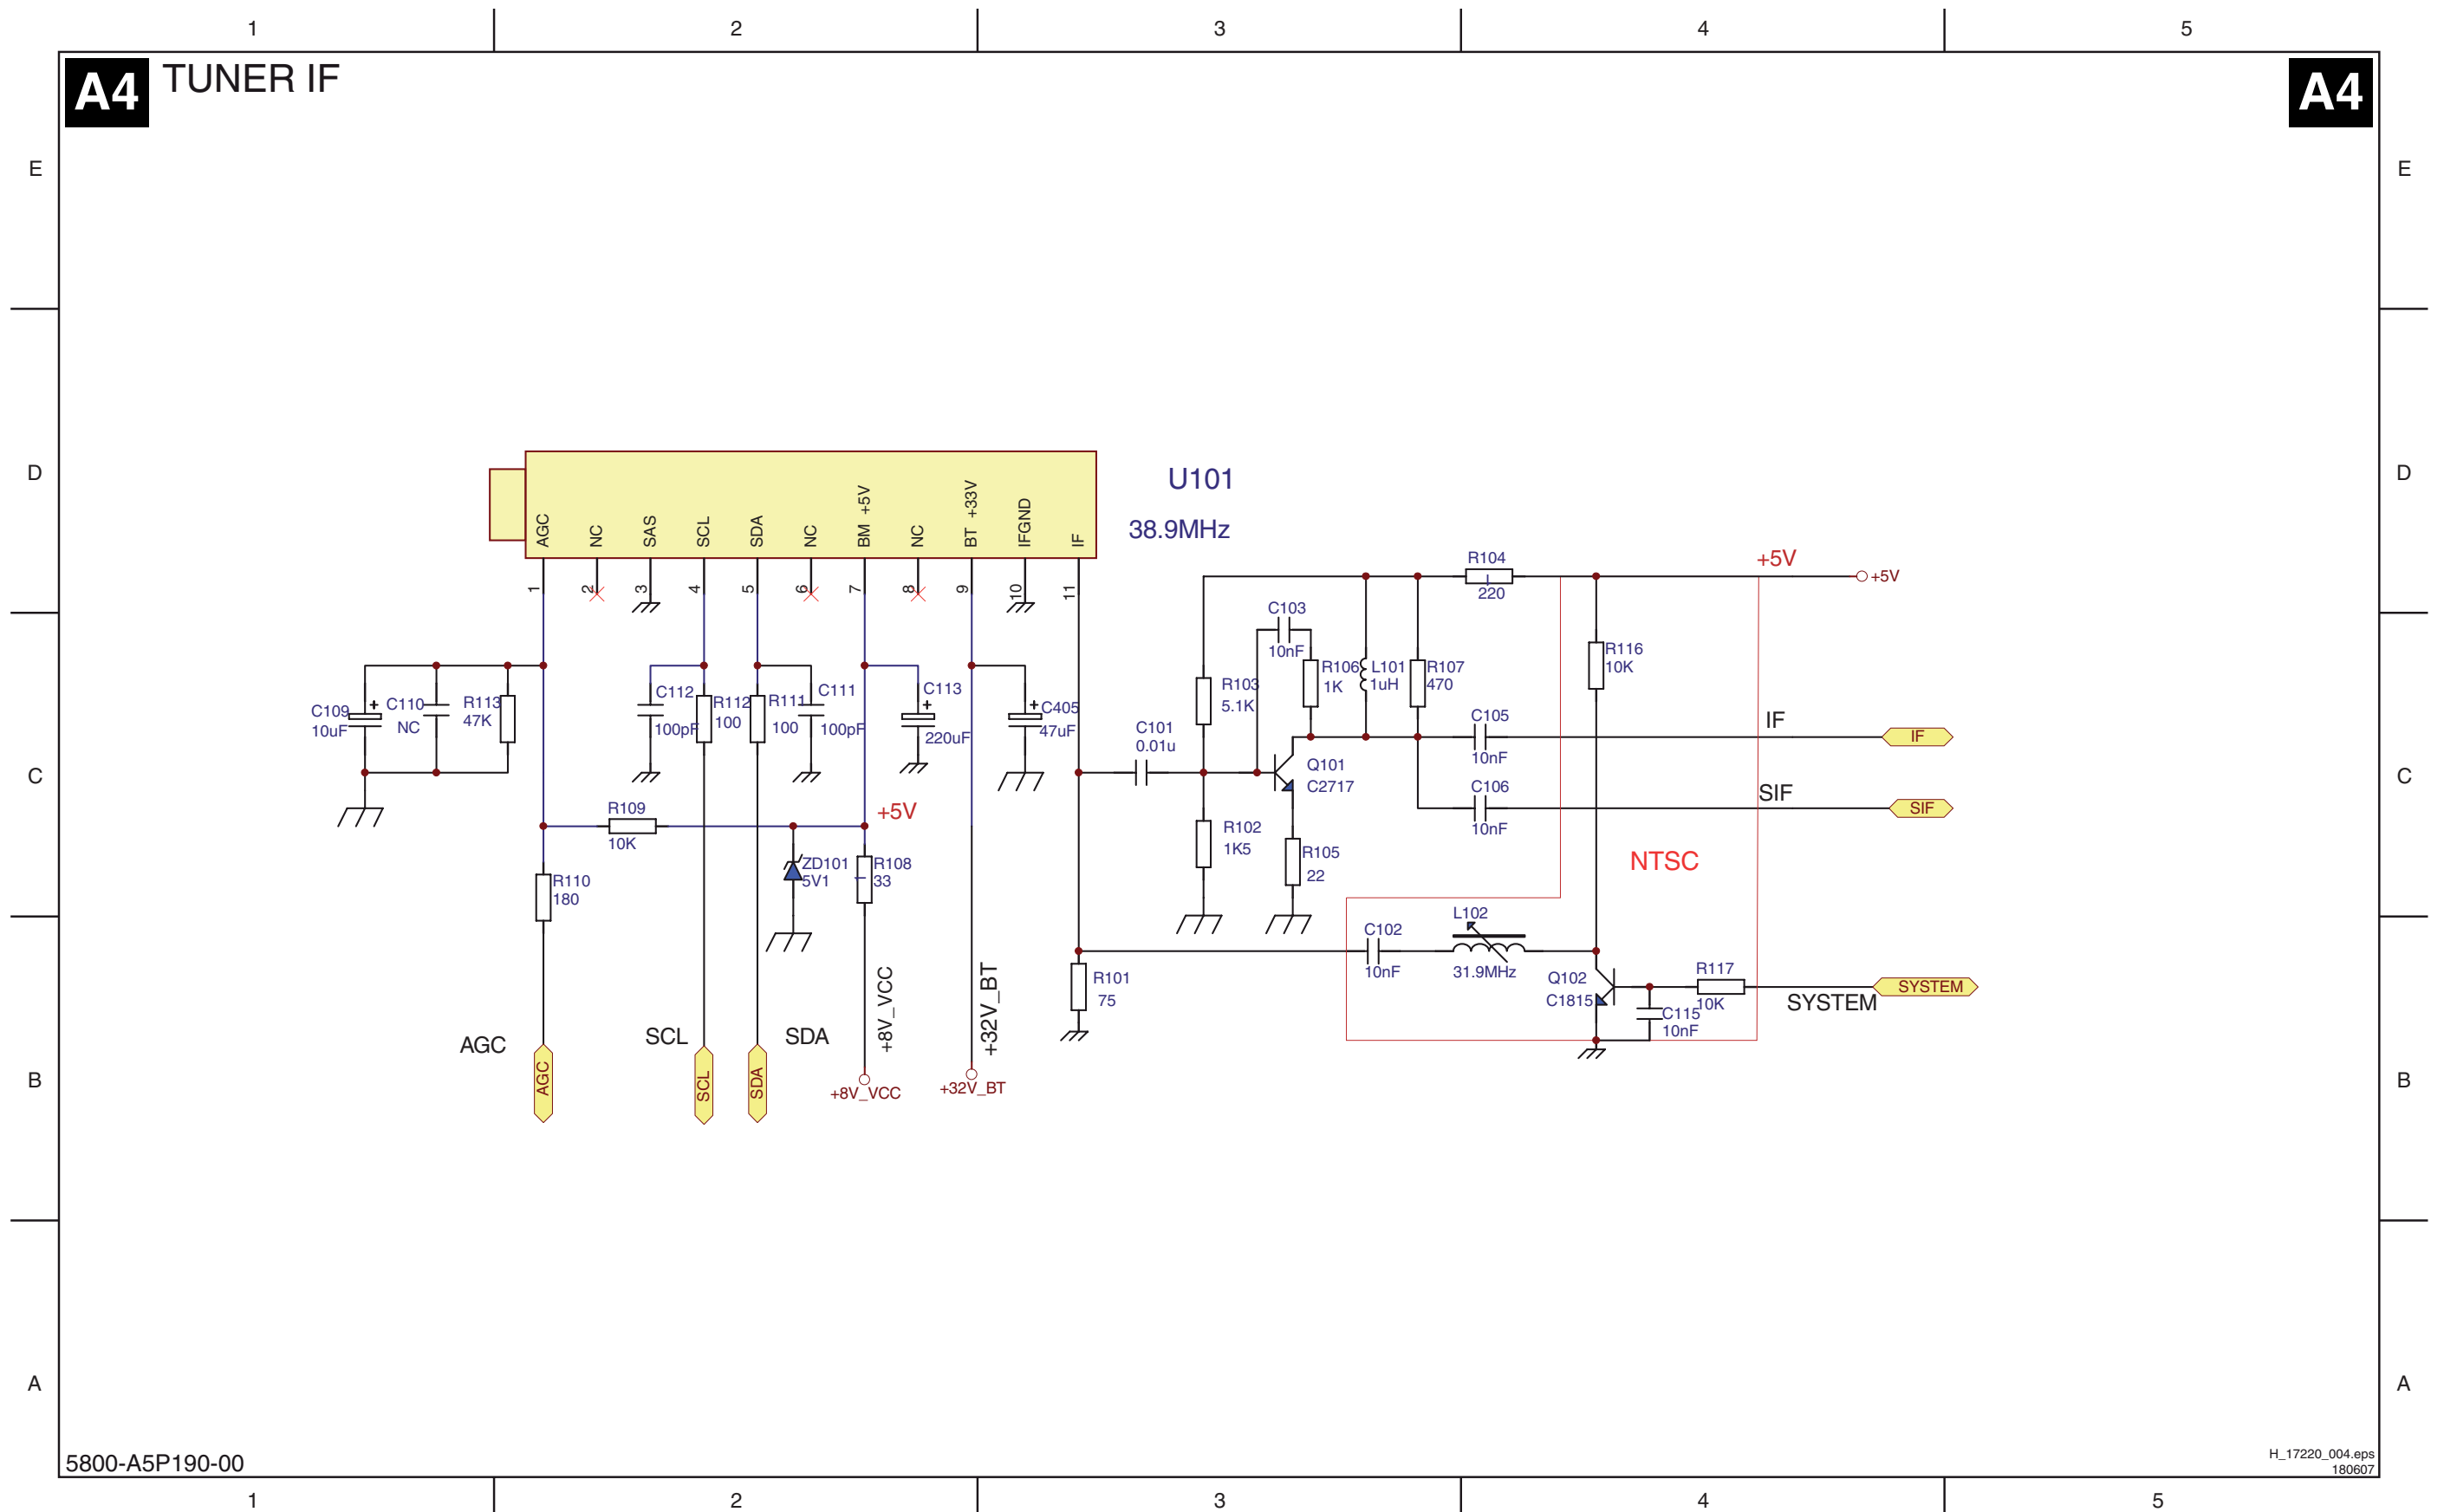 1 2 3 4 5
A4 TUNER IF A4
E E
D D
U101
38.9MHz
AGC NC SAS SCL SDA NC BM +5V NC BT +33V IFGND IF
1 2 3 4 5 6 7 8 9 10 11
R104
220
+5V
+5V
C103
10nF
R116
10K
R106
1K
L101
1uH
R107
470
R103
5.1K
C109
10uF
C110
NC
R113
47K
C112
100pF
R112
100
R111
100
C111
100pF
C113
220uF
C405
47uF
C101
0.01u
C105
10nF
IF
IF
C C
Q101
C2717
C106
10nF
SIF
SIF
R109
10K
+5V
R102
1K5
R105
22
NTSC
ZD101
5V1
R108
33
R110
180
L102
31.9MHz
C102
10nF
R101
75
Q102
C1815
R117
10K
C115
10nF
SYSTEM
SYSTEM
+8V_VCC
+32V_BT
AGC
SCL
SDA
AGC
SCL
SDA
+8V_VCC
+32V_BT
B B
A A
5800-A5P190-00
H_17220_004.eps
180607
1 2 3 4 5